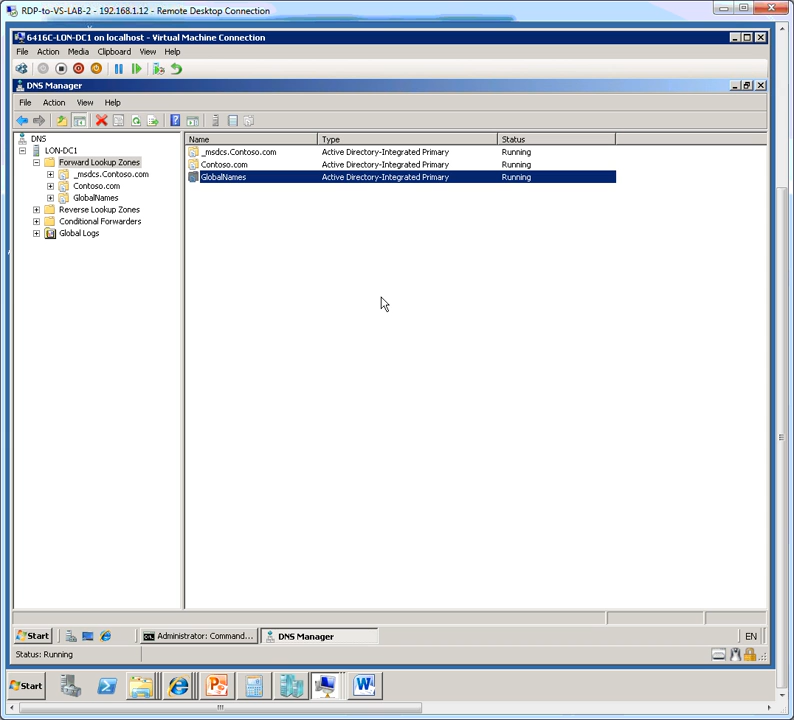 RDP-to-VS-LAB-2 - 192.168.1.12 - Remote Desktop Connection
6416C-LON-DC1 on localhost - Virtual Machine Connection
File Action Media Clipboard View Help
DNS Manager
File Action View Help
DNS
LON-DC1
Forward Lookup Zones
_msdcs.Contoso.com
Contoso.com
GlobalNames
Reverse Lookup Zones
Conditional Forwarders
Global Logs
Name Type Status
_msdcs.Contoso.com Active Directory-Integrated Primary Running
Contoso.com Active Directory-Integrated Primary Running
GlobalNames Active Directory-Integrated Primary Running
Start Administrator: Command... DNS Manager EN
Status: Running
Start